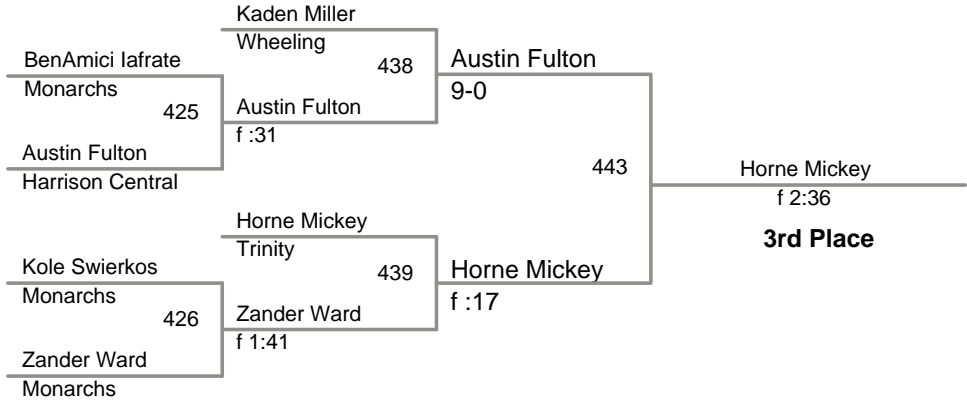 Kaden Miller
Wheeling
BenAmici Iafrate
Monarchs
438
Austin Fulton
9-0
425
Austin Fulton
f :31
Austin Fulton
Harrison Central
443
Horne Mickey
f 2:36
3rd Place
Horne Mickey
Trinity
Kole Swierkos
Monarchs
439
Horne Mickey
f :17
426
Zander Ward
f 1:41
Zander Ward
Monarchs